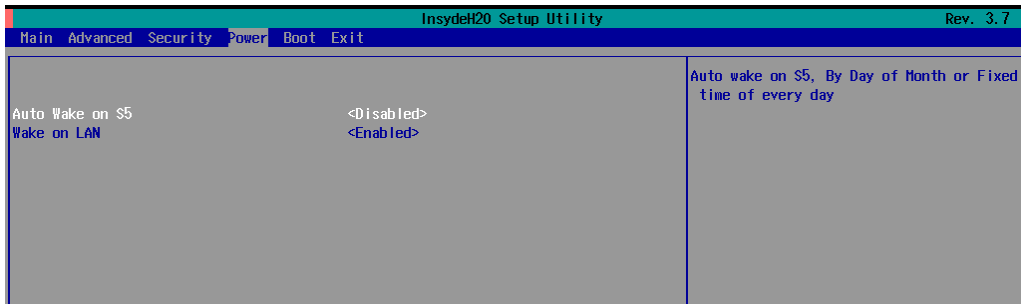 InsydeH2O Setup Utility Rev. 3.7
Main Advanced Security Power Boot Exit
Auto Wake on S5 <Disabled>
Wake on LAN <Enabled>
Auto wake on S5, By Day of Month or Fixed
time of every day